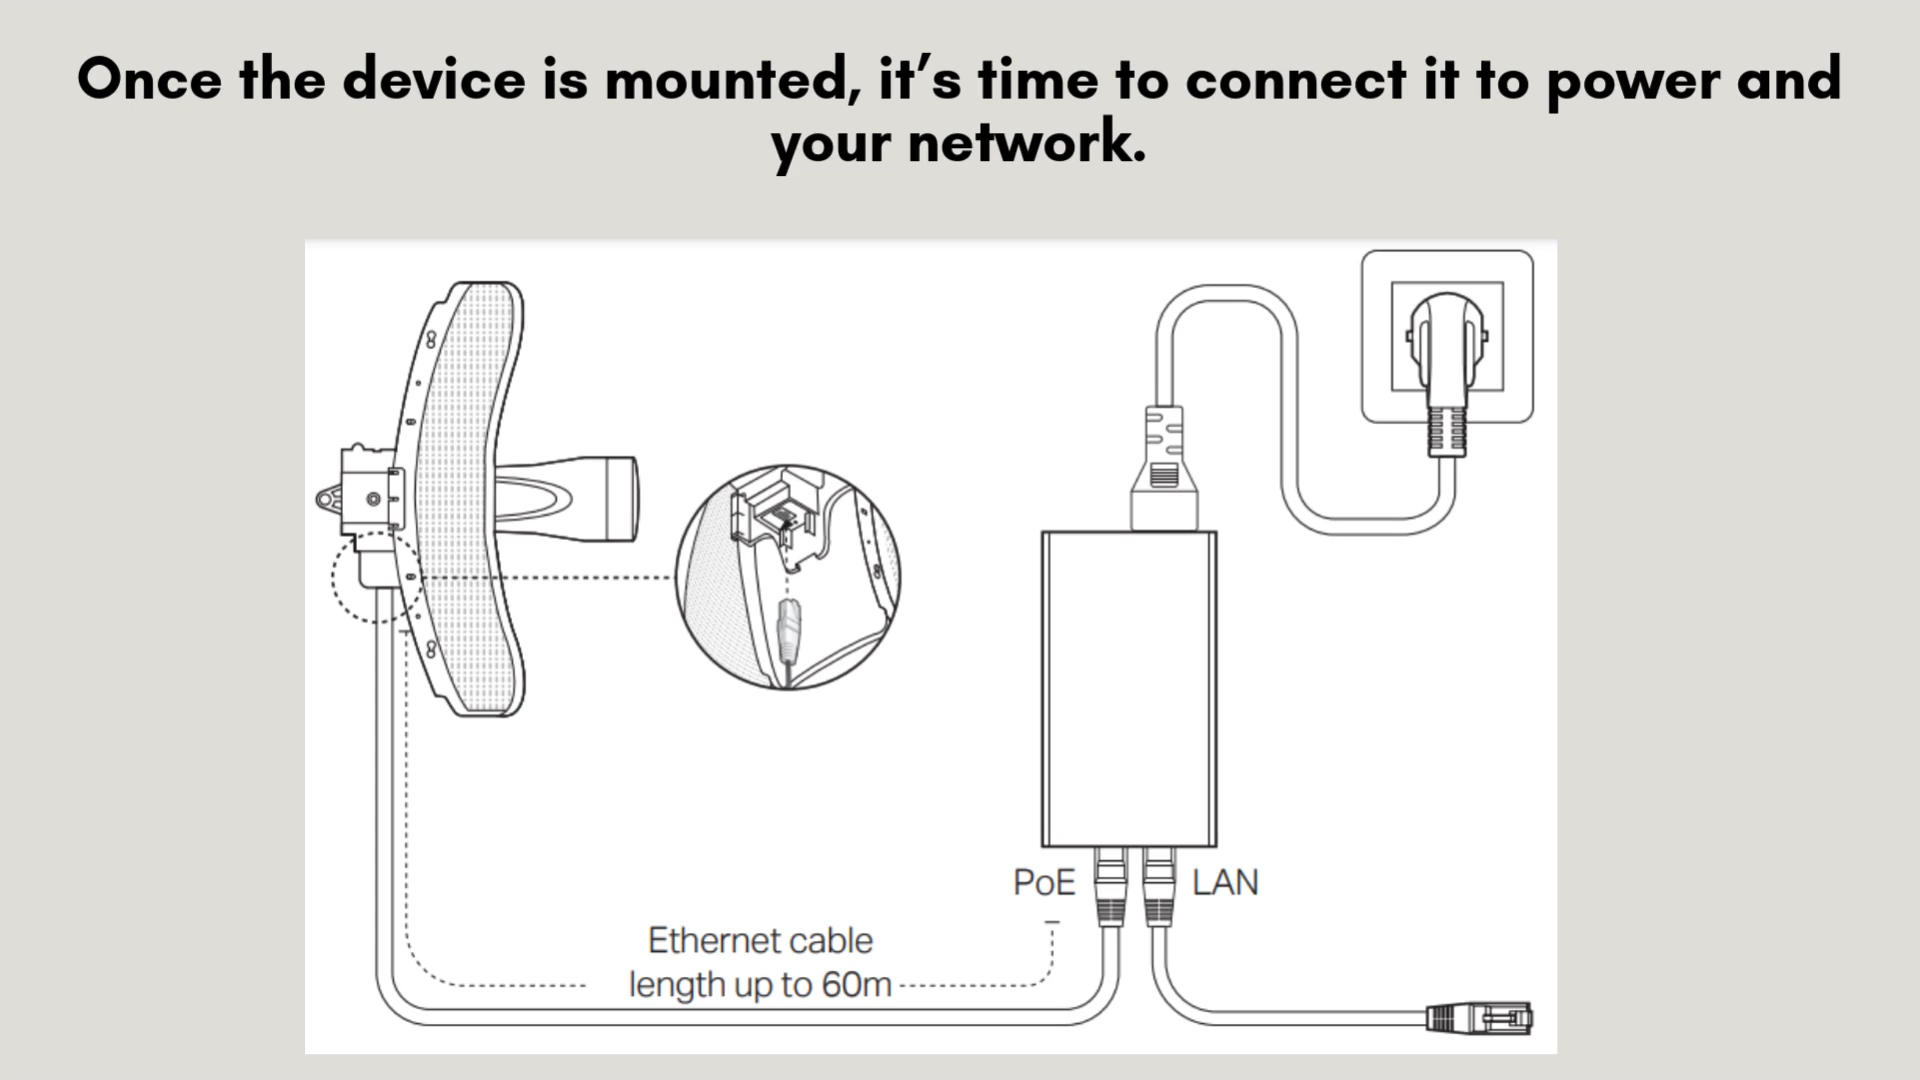 Once the device is mounted, it’s time to connect it to power and
your network.
PoE
LAN
Ethernet cable
length up to 60m